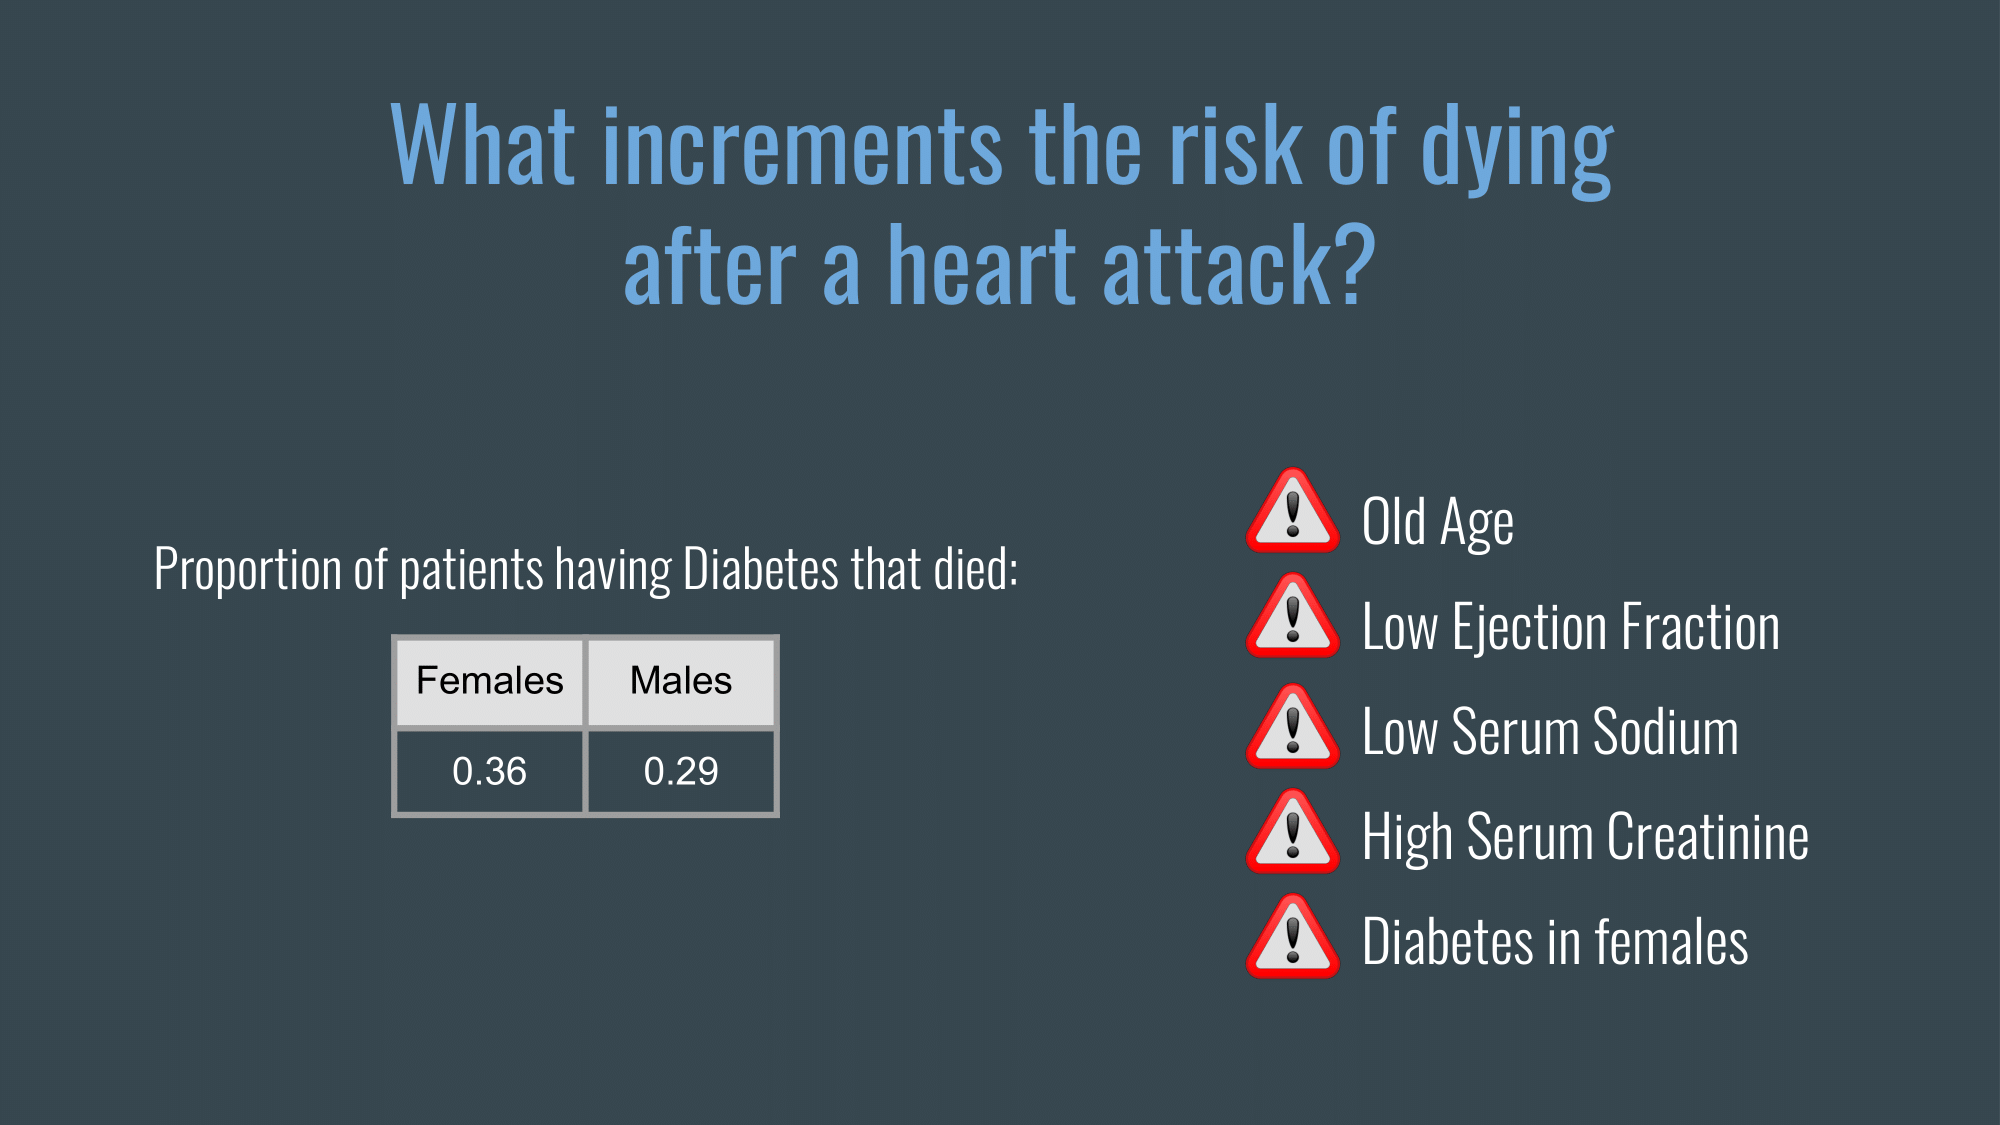 What increments the risk of dying
after a heart attack?
Proportion of patients having Diabetes that died:
Females Males
0.36 0.29
Old Age
Low Ejection Fraction
Low Serum Sodium
High Serum Creatinine
Diabetes in females